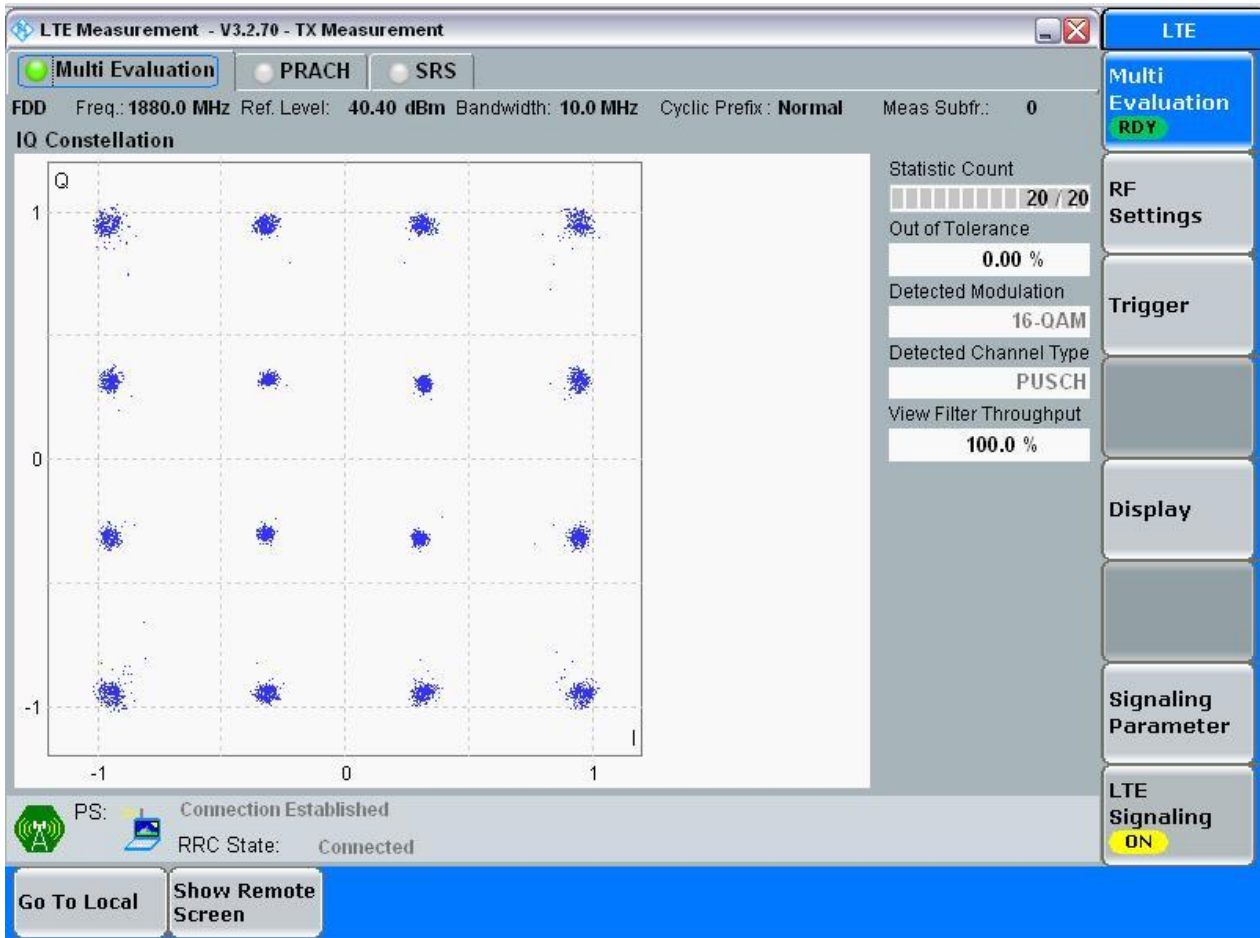 LTE Measurement - V3.2.70 - TX Measurement
LTE
Multi Evaluation PRACH SRS
FDD Freq.: 1880.0 MHz Ref. Level: 40.40 dBm Bandwidth: 10.0 MHz Cyclic Prefix : Normal Meas Subfr.: 0
IQ Constellation
Q
1
0
-1
-1 0 1
I
Statistic Count
20 / 20
Out of Tolerance
0.00 %
Detected Modulation
16-QAM
Detected Channel Type
PUSCH
View Filter Throughput
100.0 %
Multi
Evaluation
RDY
RF
Settings
Trigger
Display
Signaling
Parameter
LTE
Signaling
ON
PS: Connection Established
RRC State: Connected
Go To Local
Show Remote
Screen